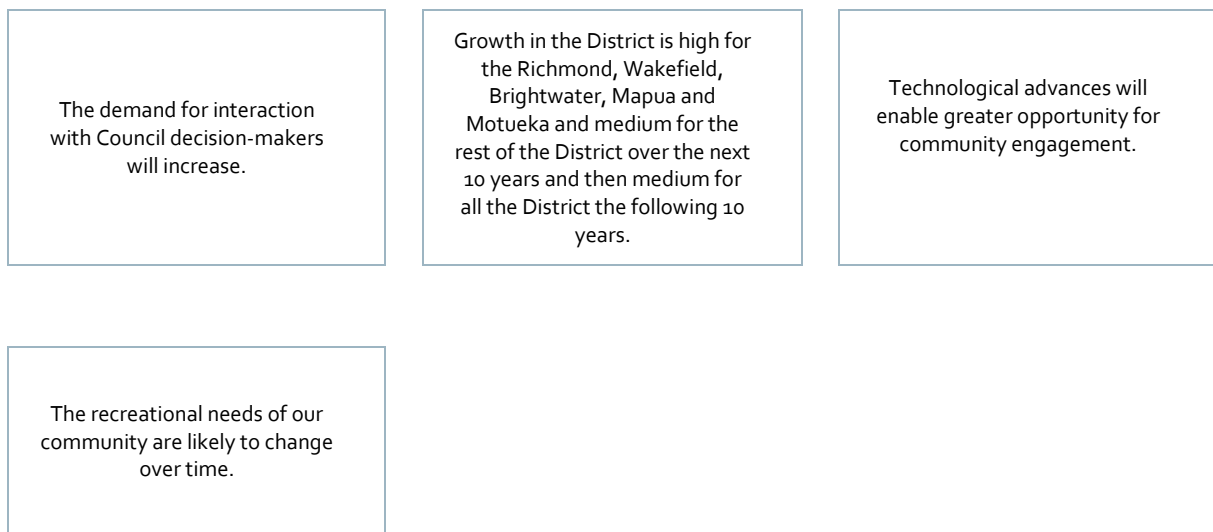 The demand for interaction
with Council decision-makers
will increase.
Growth in the District is high for
the Richmond, Wakefield,
Brightwater, Mapua and
Motueka and medium for the
rest of the District over the next
10 years and then medium for
all the District the following 10
years.
Technological advances will
enable greater opportunity for
community engagement.
The recreational needs of our
community are likely to change
over time.